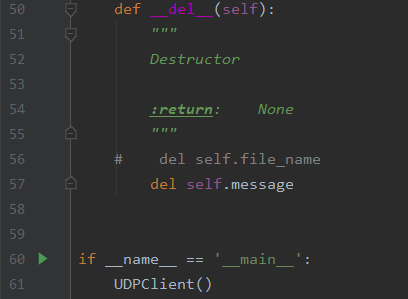 50 def __del__(self):
51 """
52 Destructor
53
54 :return: None
55 """
56 # del self.file_name
57 del self.message
58
59
60 if __name__ == '__main__':
61 UDPClient()